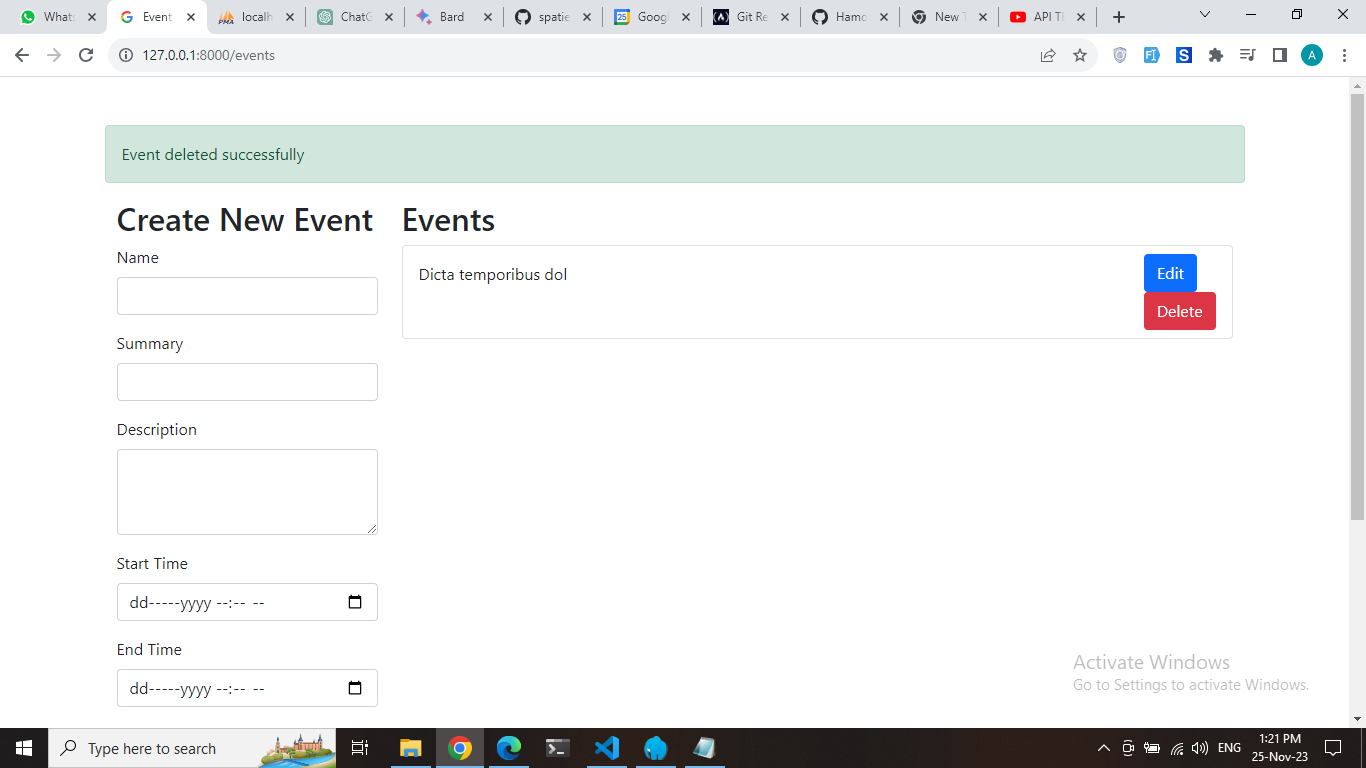 Whats
Event
localh
ChatG
Bard
spatie
Googl
Git Re
Hamc
New T
API Tl
127.0.0.1:8000/events
Event deleted successfully
Create New Event
Events
Name
Dicta temporibus dol
Edit
Delete
Summary
Description
Start Time
dd-----yyyy --:-- --
End Time
dd-----yyyy --:-- --
Activate Windows
Go to Settings to activate Windows.
Type here to search
ENG
1:21 PM
25-Nov-23